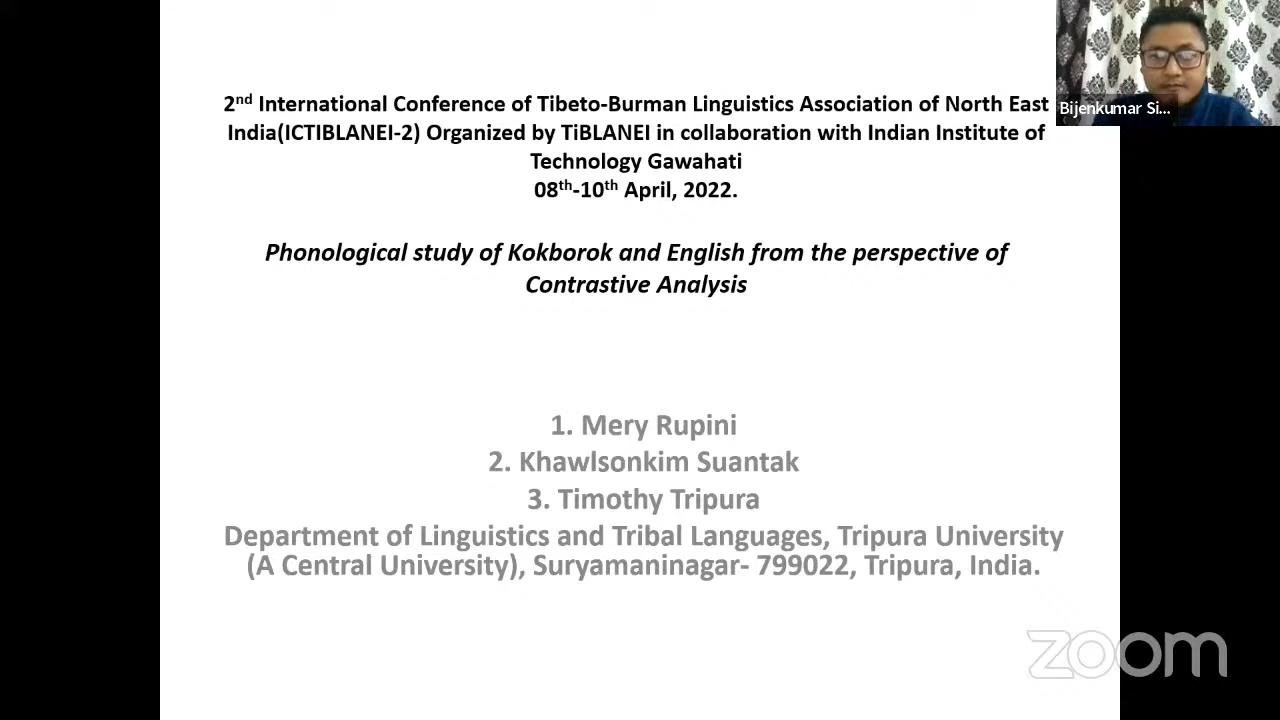 2nd International Conference of Tibeto-Burman Linguistics Association of North East
India(ICTIBLANEI-2) Organized by TiBLANEI in collaboration with Indian Institute of
Technology Gawahati
08th-10th April, 2022.
Bijenkumar Si...
Phonological study of Kokborok and English from the perspective of
Contrastive Analysis
1. Mery Rupini
2. Khawlsonkim Suantak
3. Timothy Tripura
Department of Linguistics and Tribal Languages, Tripura University
(A Central University), Suryamaninagar- 799022, Tripura, India.
zoom